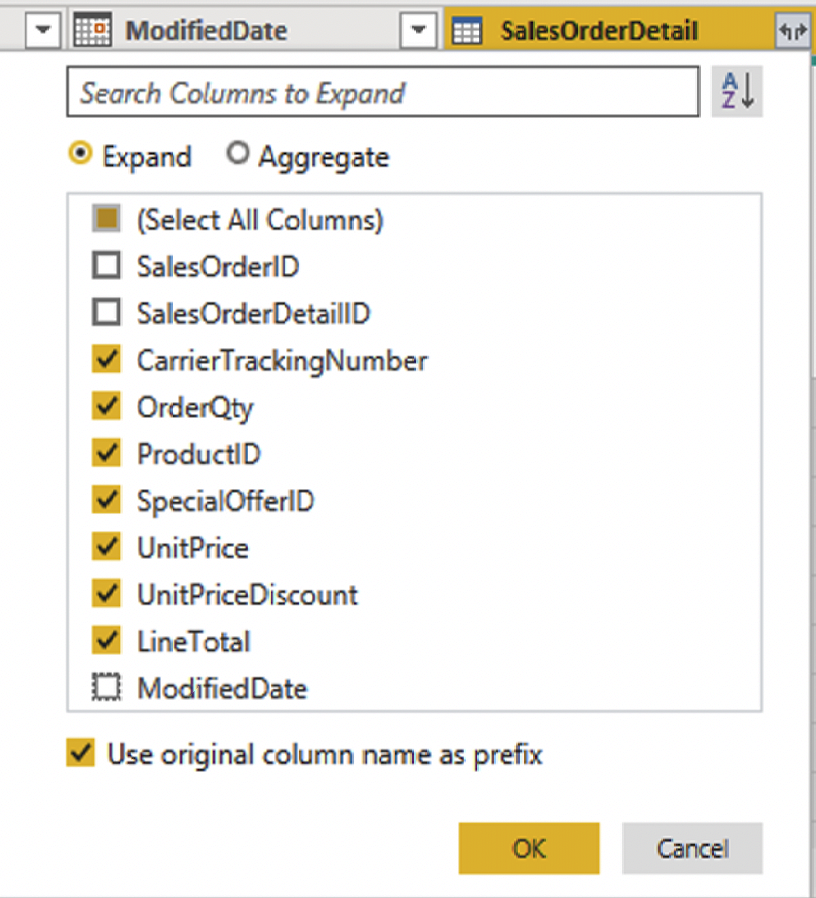 ModifiedDate SalesOrderDetail
Search Columns to Expand
A
Z
Expand Aggregate
(Select All Columns)
SalesOrderID
SalesOrderDetailID
CarrierTrackingNumber
OrderQty
ProductID
SpecialOfferID
UnitPrice
UnitPriceDiscount
LineTotal
ModifiedDate
Use original column name as prefix
OK Cancel